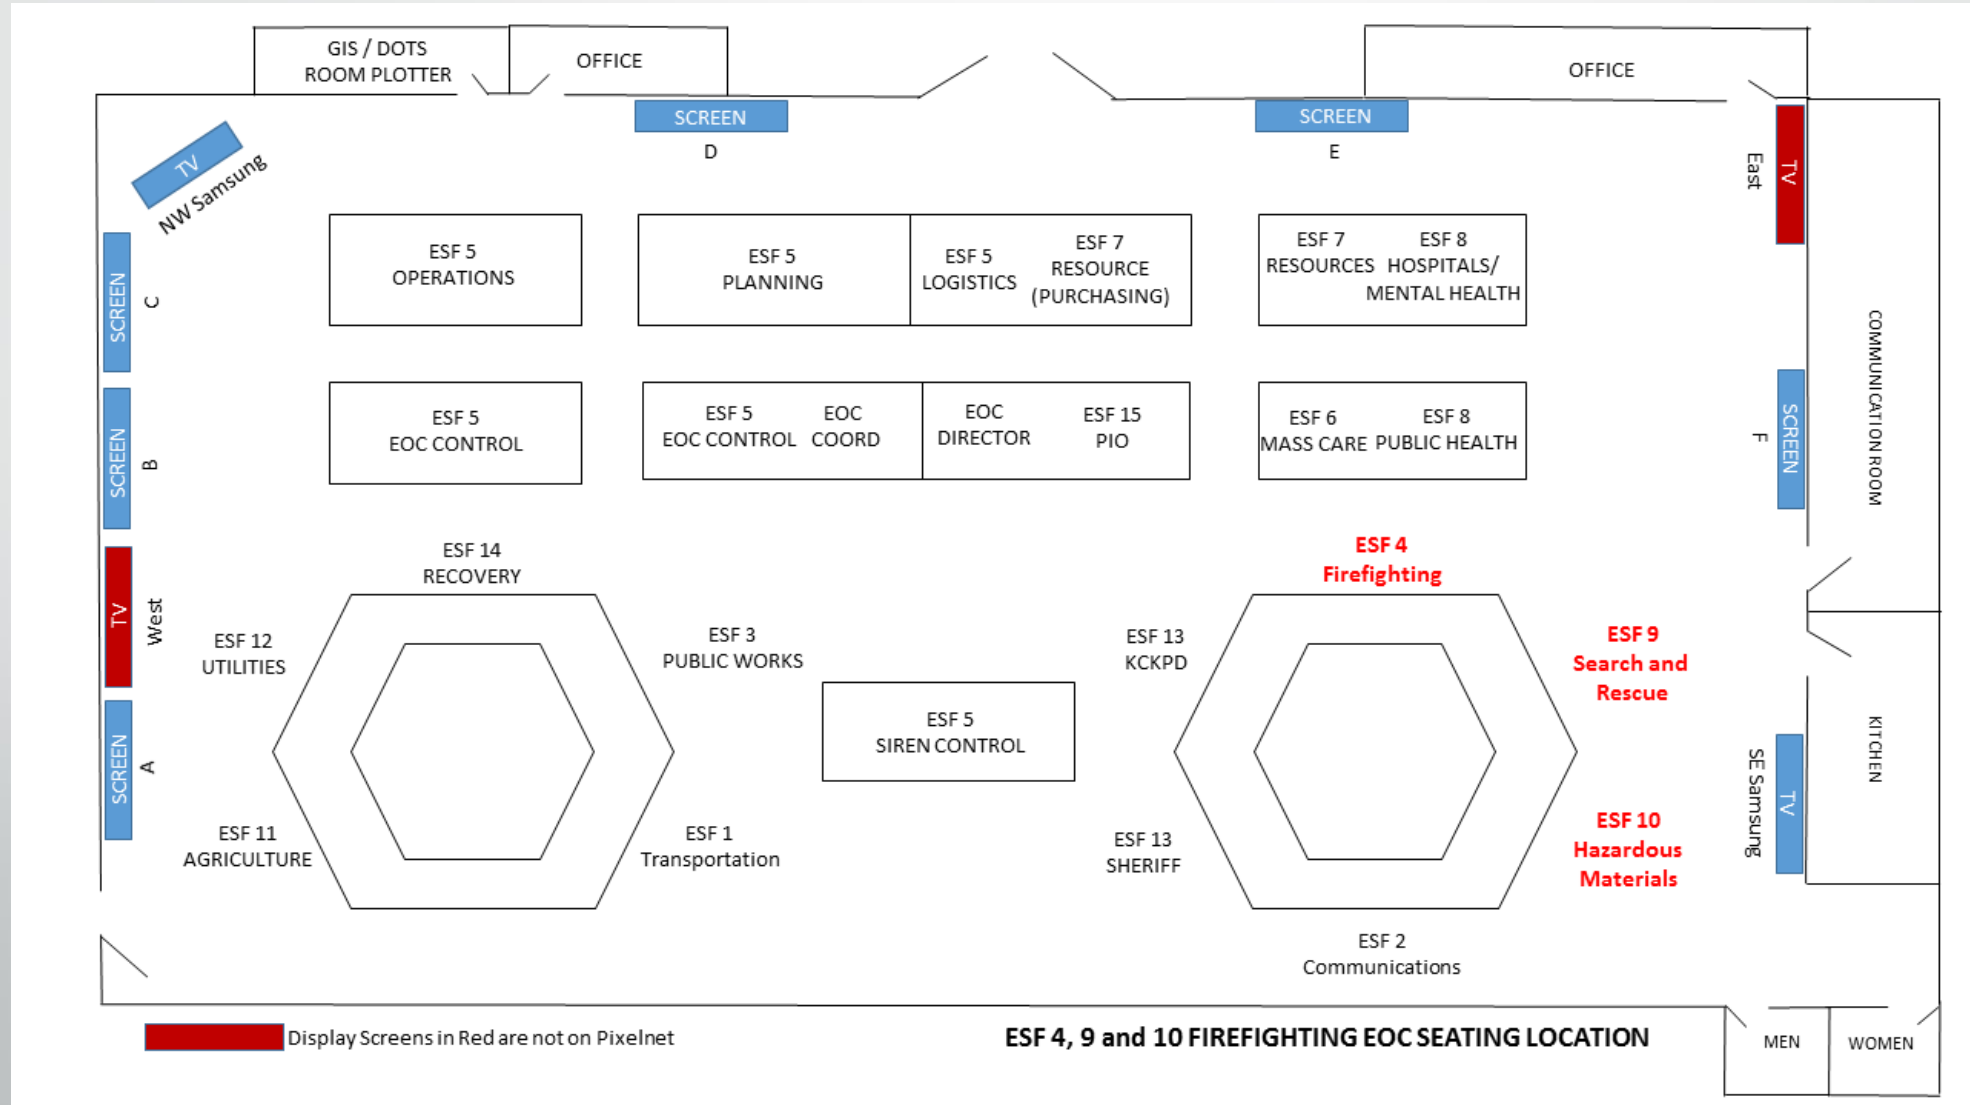 GIS / DOTS
ROOM PLOTTER
OFFICE
OFFICE
SCREEN
D
SCREEN
E
TV
NW Samsung
TV
East
SCREEN
C
ESF 5
OPERATIONS
ESF 5
PLANNING
ESF 5
LOGISTICS
ESF 7
RESOURCE
(PURCHASING)
ESF 7
RESOURCES
ESF 8
HOSPITALS/
MENTAL HEALTH
COMMUNICATION ROOM
SCREEN
B
ESF 5
EOC CONTROL
ESF 5
EOC CONTROL
EOC
COORD
EOC
DIRECTOR
ESF 15
PIO
ESF 6
MASS CARE
ESF 8
PUBLIC HEALTH
SCREEN
F
TV
West
ESF 14
RECOVERY
ESF 12
UTILITIES
ESF 3
PUBLIC WORKS
ESF 4
Firefighting
ESF 13
KCKPD
ESF 9
Search and
Rescue
ESF 5
SIREN CONTROL
SCREEN
A
ESF 11
AGRICULTURE
ESF 1
Transportation
ESF 13
SHERIFF
ESF 10
Hazardous
Materials
TV
SE Samsung
KITCHEN
ESF 2
Communications
Display Screens in Red are not on Pixelnet
ESF 4, 9 and 10 FIREFIGHTING EOC SEATING LOCATION
MEN
WOMEN